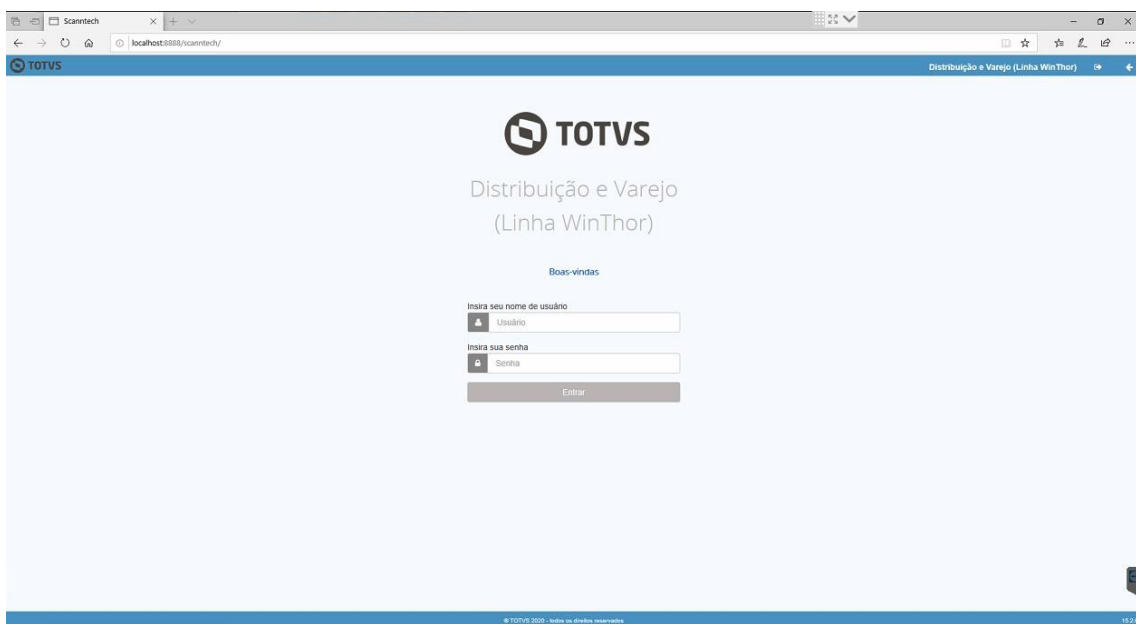 Scanntech
localhost:8888/scanntech/
TOTVS
Distribuição e Varejo (Linha WinThor)
TOTVS
Distribuição e Varejo
(Linha WinThor)
Boas-vindas
Insira seu nome de usuário
Usuário
Insira sua senha
Senha
Entrar
© TOTVS 2020 - todos os direitos reservados